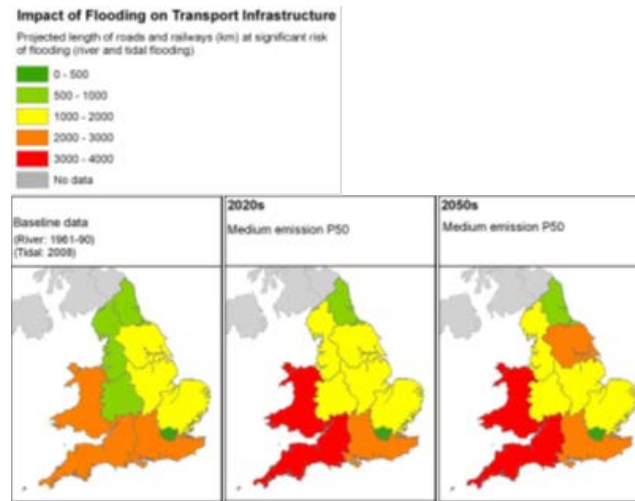 Impact of Flooding on Transport Infrastructure
Projected length of roads and railways (km) at significant risk
of flooding (river and tidal flooding)
0 - 500
500 - 1000
1000 - 2000
2000 - 3000
3000 - 4000
No data
Baseline data
(River: 1961-90)
(Tidal: 2008)
2020s
Medium emission P50
2050s
Medium emission P50